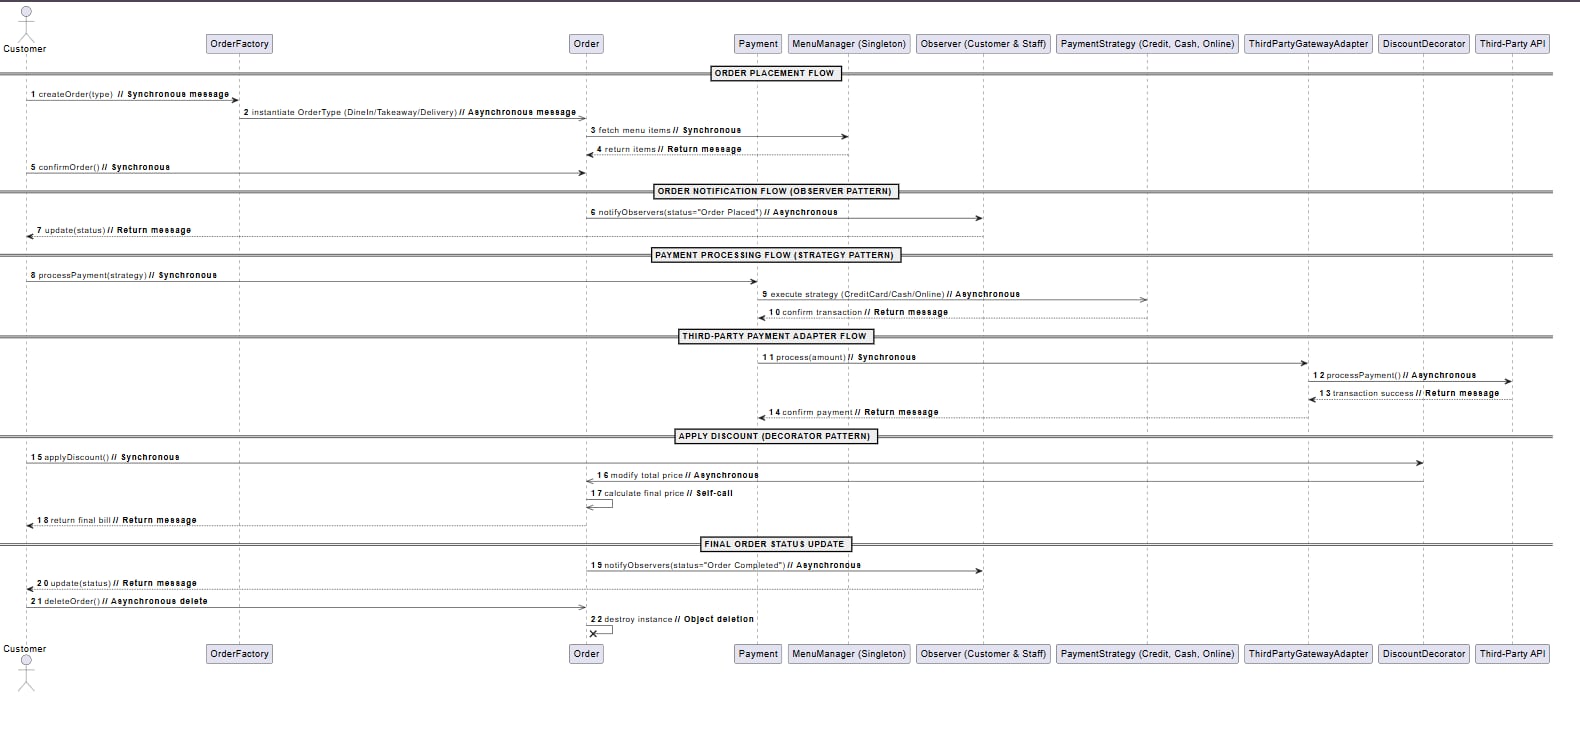 Customer
OrderFactory
Order
Payment
MenuManager (Singleton)
Observer (Customer & Staff)
PaymentStrategy (Credit, Cash, Online)
ThirdPartyGatewayAdapter
DiscountDecorator
Third-Party API
ORDER PLACEMENT FLOW
1 createOrder(type) // Synchronous message
2 instantiate OrderType (DineIn/Takeaway/Delivery) // Asynchronous message
3 fetch menu items // Synchronous
4 return items // Return message
5 confirmOrder() // Synchronous
ORDER NOTIFICATION FLOW (OBSERVER PATTERN)
6 notifyObservers(status="Order Placed") // Asynchronous
7 update(status) // Return message
PAYMENT PROCESSING FLOW (STRATEGY PATTERN)
8 processPayment(strategy) // Synchronous
9 execute strategy (CreditCard/Cash/Online) // Asynchronous
10 confirm transaction // Return message
THIRD-PARTY PAYMENT ADAPTER FLOW
11 process(amount) // Synchronous
12 processPayment() // Asynchronous
13 transaction success // Return message
14 confirm payment // Return message
APPLY DISCOUNT (DECORATOR PATTERN)
15 applyDiscount() // Synchronous
16 modify total price // Asynchronous
17 calculate final price // Self-call
18 return final bill // Return message
FINAL ORDER STATUS UPDATE
19 notifyObservers(status="Order Completed") // Asynchronous
20 update(status) // Return message
21 deleteOrder() // Asynchronous delete
22 destroy instance // Object deletion
Customer
OrderFactory
Order
Payment
MenuManager (Singleton)
Observer (Customer & Staff)
PaymentStrategy (Credit, Cash, Online)
ThirdPartyGatewayAdapter
DiscountDecorator
Third-Party API